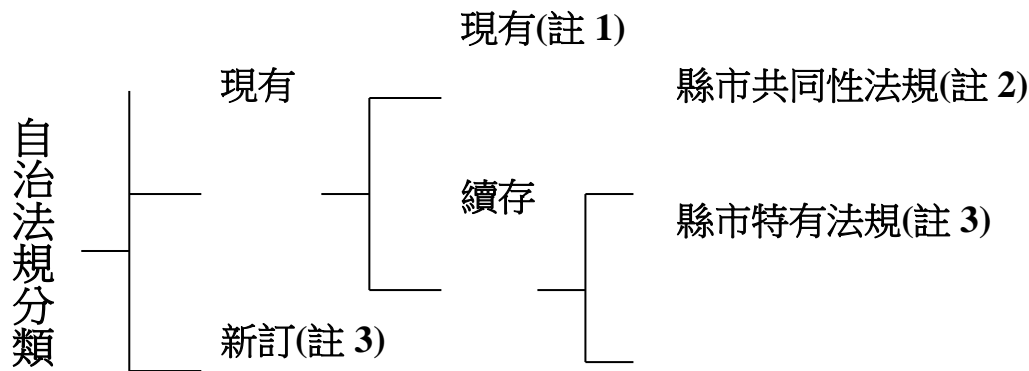 自治法規分類
現有
新訂(註 3)
現有(註 1)
續存
縣市共同性法規(註 2)
縣市特有法規(註 3)